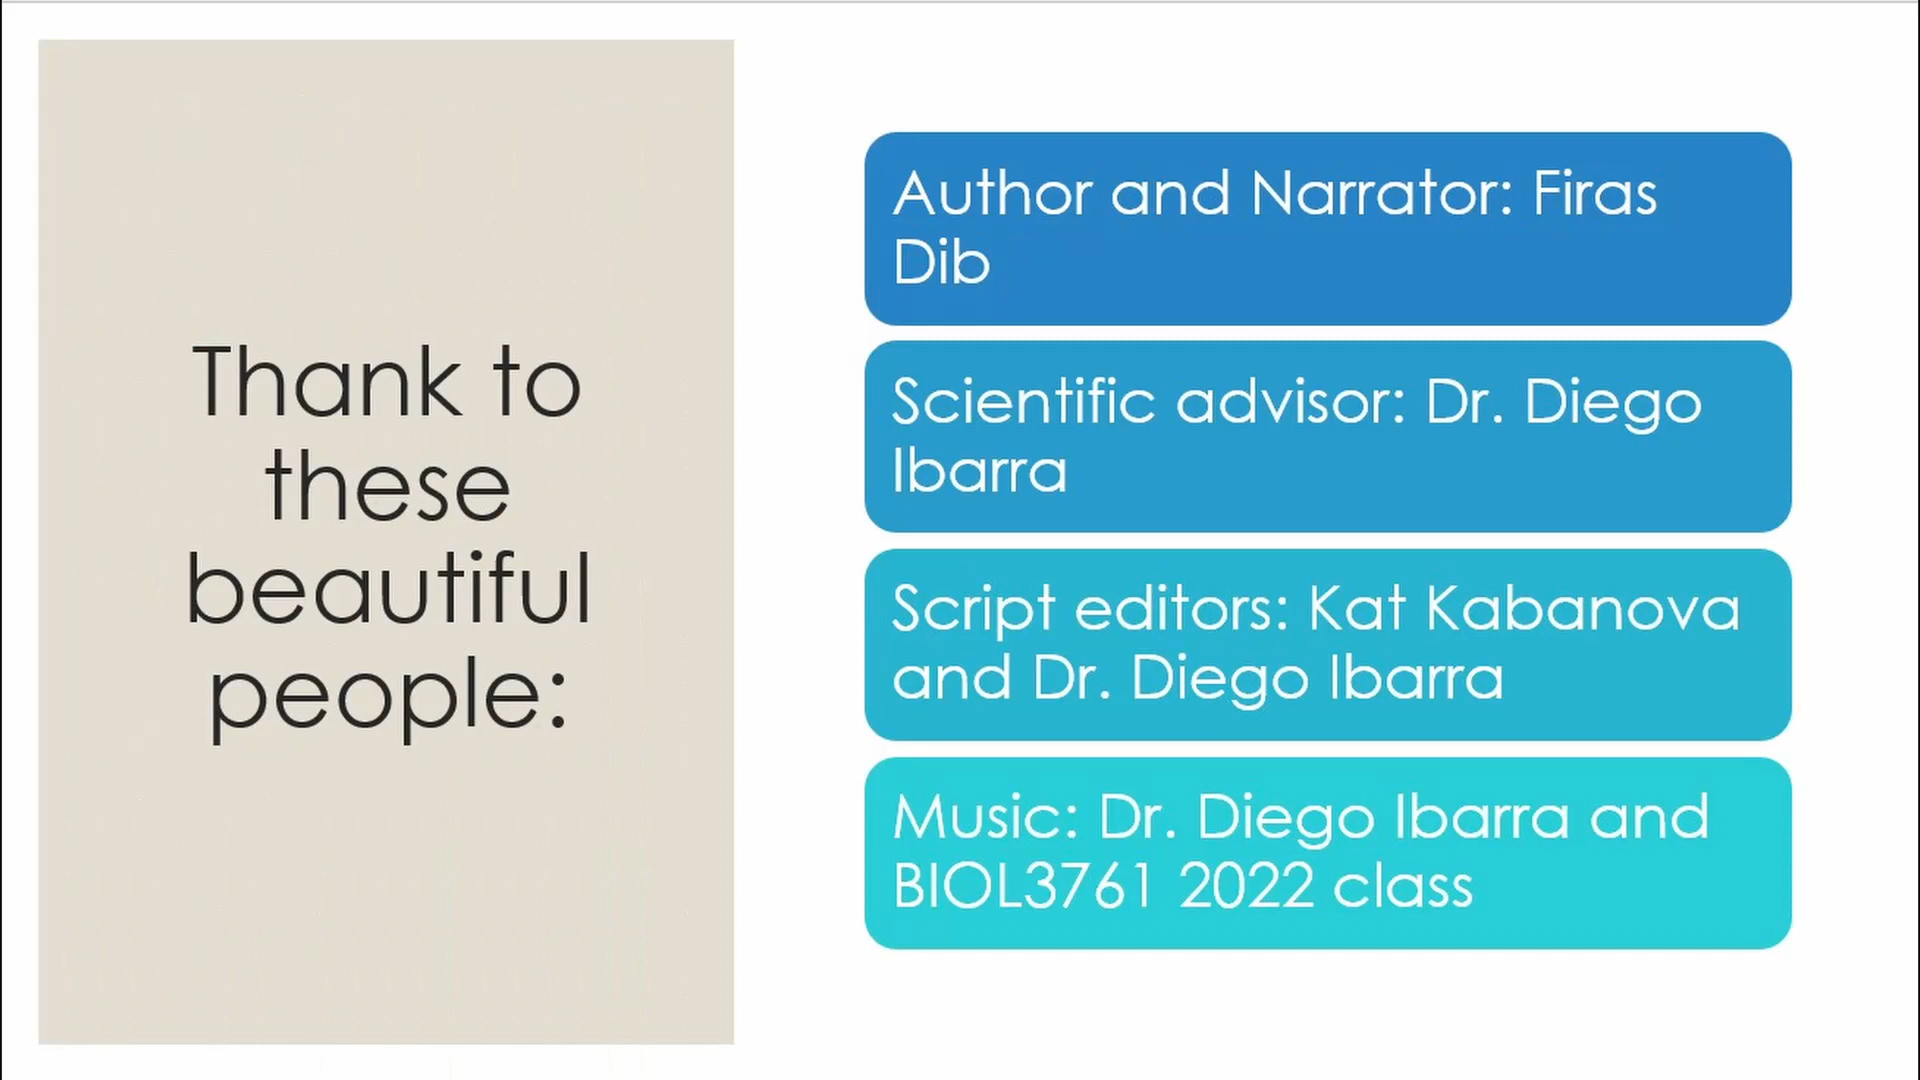 Thank to
these
beautiful
people:
Author and Narrator: Firas
Dib
Scientific advisor: Dr. Diego
Ibarra
Script editors: Kat Kabanova
and Dr. Diego Ibarra
Music: Dr. Diego Ibarra and
BIOL3761 2022 class